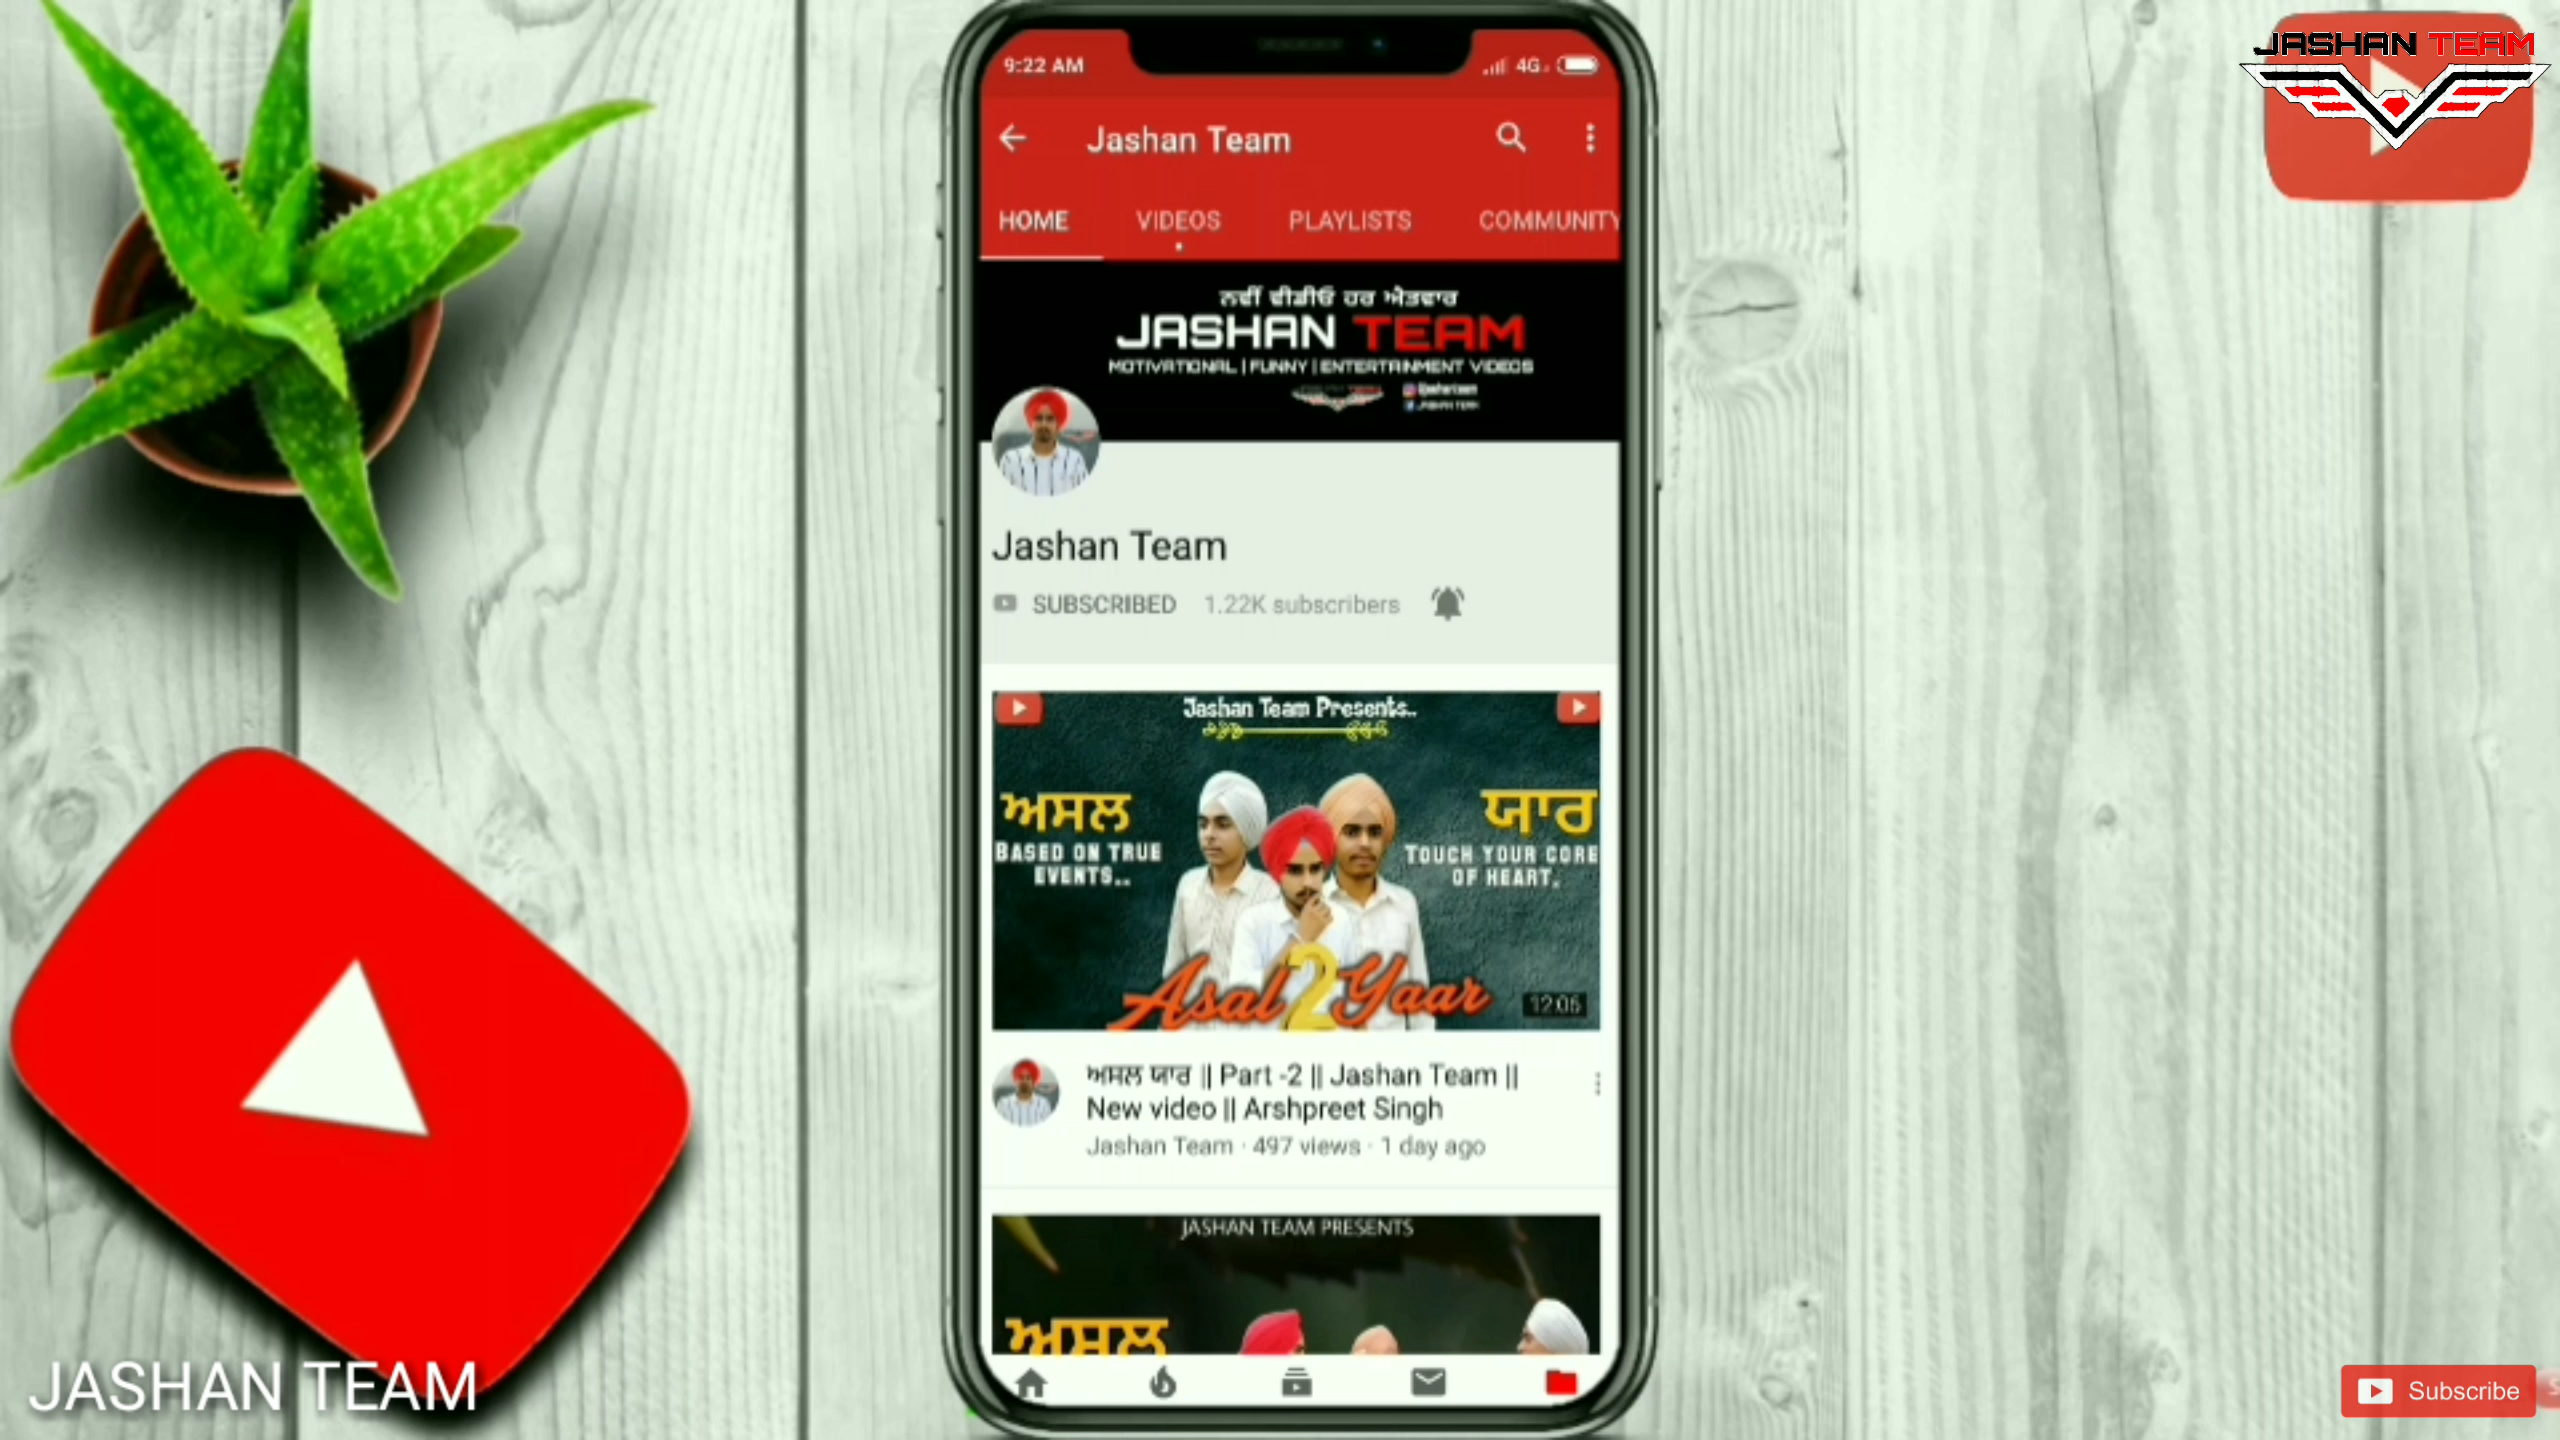 JASHAN TEAM
9:22 AM
4G
Jashan Team
HOME VIDEOS PLAYLISTS COMMUNITY
ਨਵੀਂ ਵੀਡੀਓ ਹਰ ਐਤਵਾਰ
JASHAN TEAM
MOTIVATIONAL | FUNNY | ENTERTAINMENT VIDEOS
JASHAN TEAM
Jashan Team
SUBSCRIBED 1.22K subscribers
Jashan Team Presents..
ਅਸਲ ਯਾਰ
BASED ON TRUE EVENTS..
TOUCH YOUR CORE OF HEART.
Asal 2 Yaar
12:05
ਅਸਲ ਯਾਰ || Part -2 || Jashan Team ||
New video || Arshpreet Singh
Jashan Team · 497 views · 1 day ago
JASHAN TEAM PRESENTS
ਅਸਲ
JASHAN TEAM
Subscribe